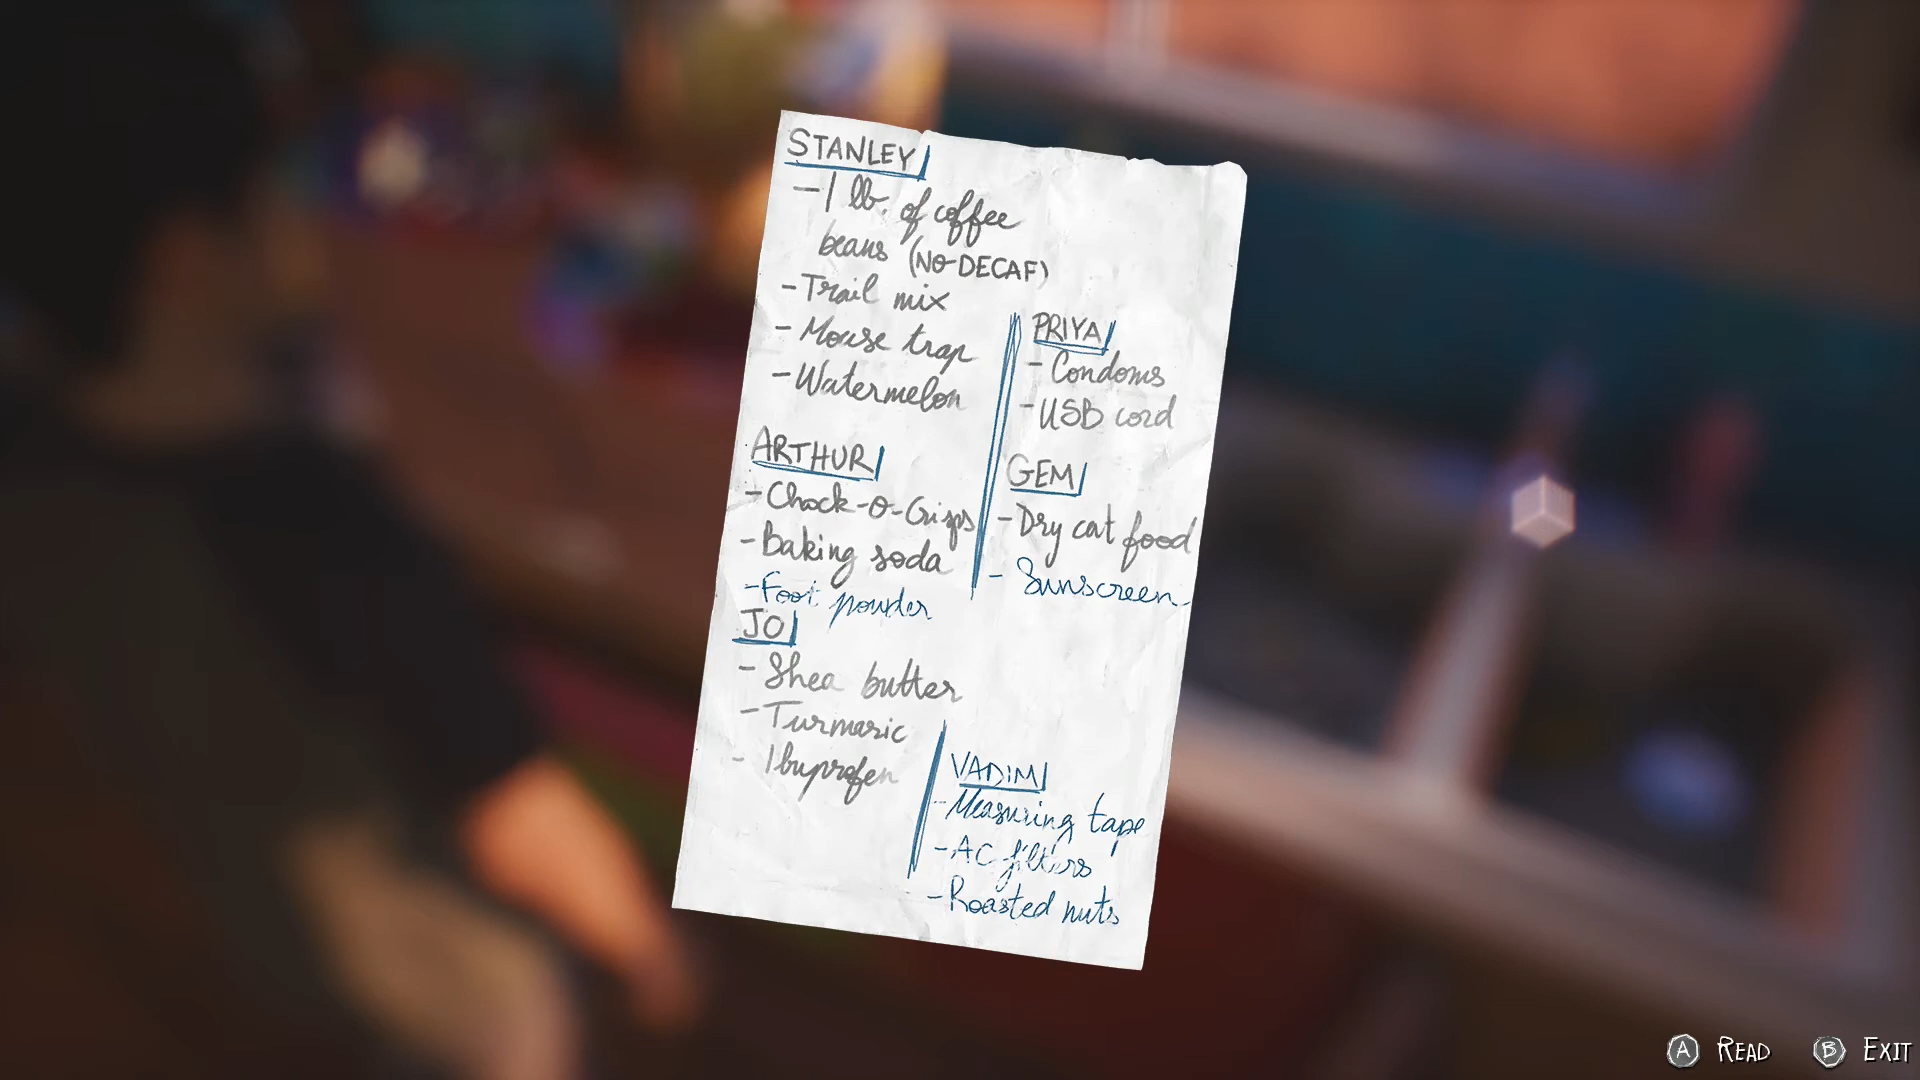 STANLEY
- 1 lb. of coffee
beans (NO DECAF)
- Trail mix
- Mouse trap
- Watermelon
ARTHUR
- Chock-O-Crisps
- Baking soda
- Foot powder
JO
- Shea butter
- Turmeric
- Ibuprofen
PRIYA
- Condoms
- USB cord
GEM
- Dry cat food
- Sunscreen
VADIM
- Measuring tape
- AC filters
- Roasted nuts
A READ B EXIT